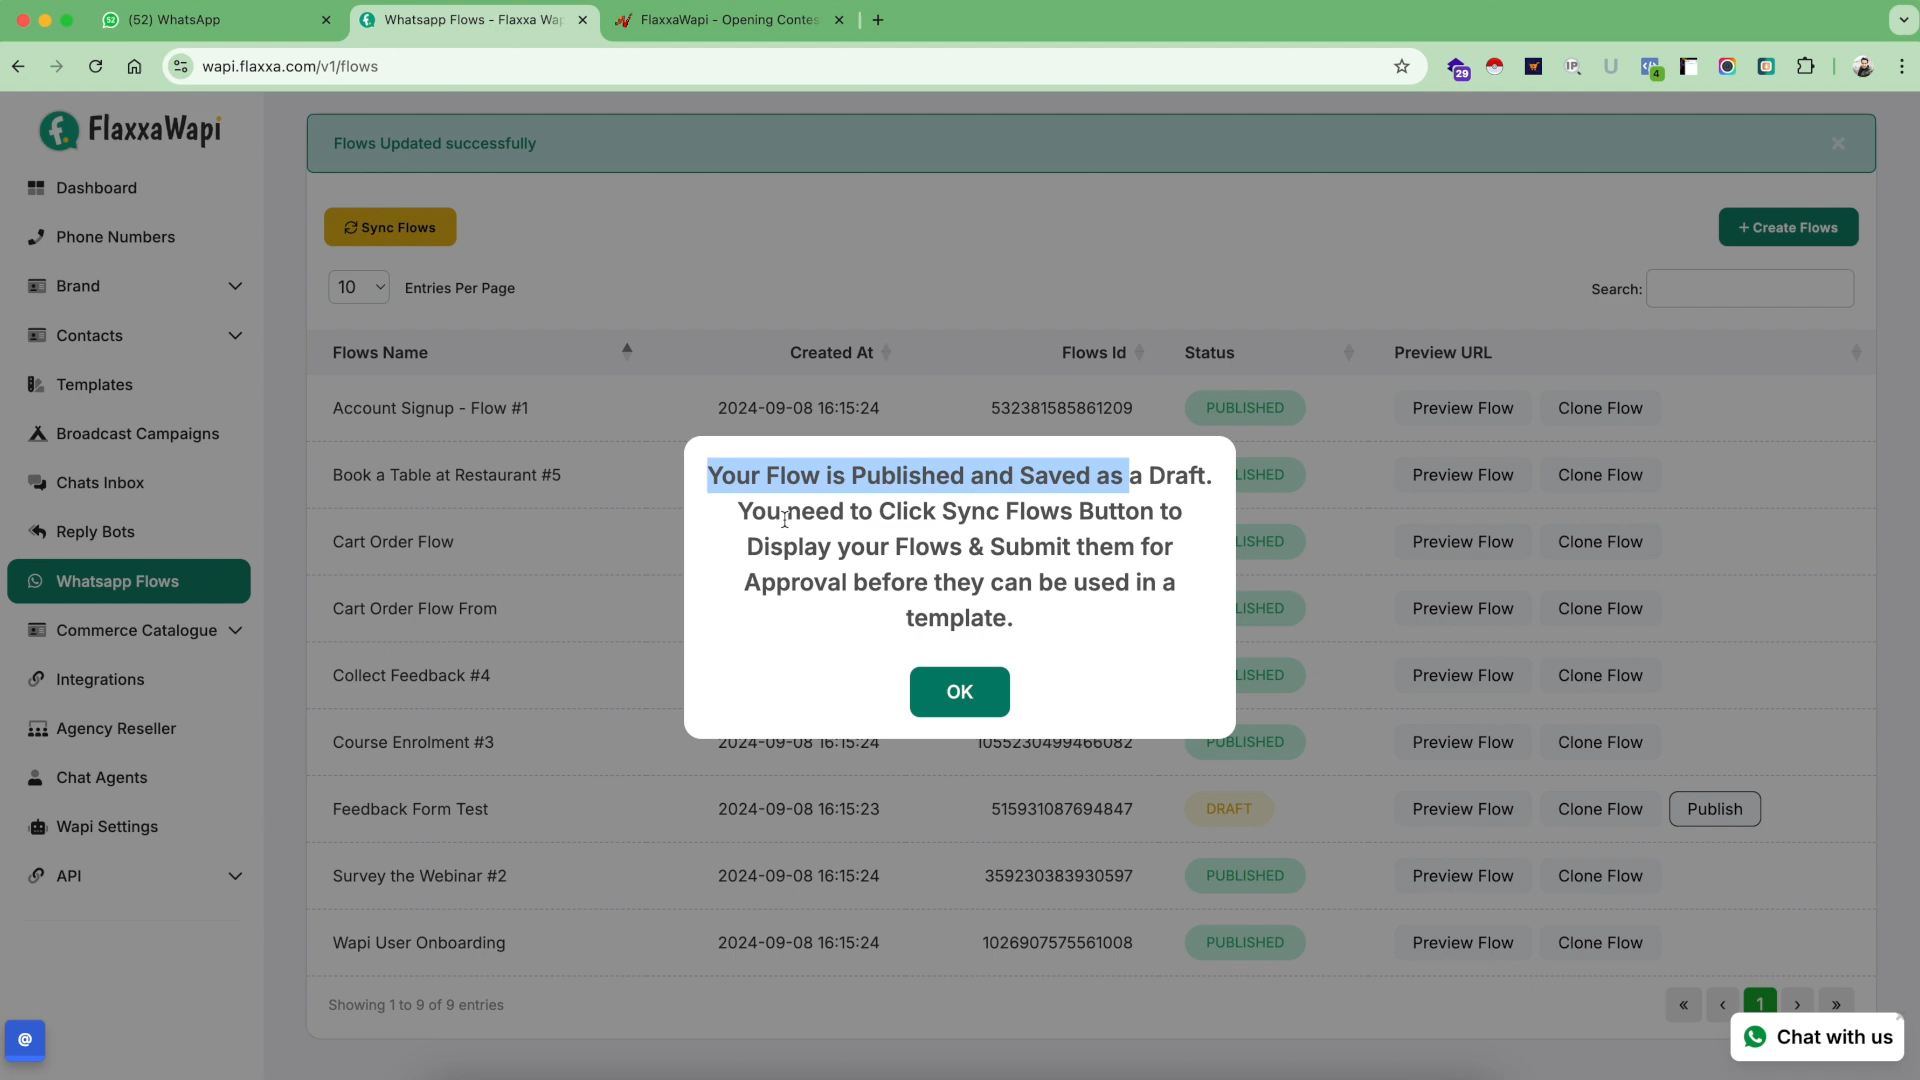 (52) WhatsApp
Whatsapp Flows - Flaxxa Wap
FlaxxaWapi - Opening Contes
wapi.flaxxa.com/v1/flows
29
IP
U
4
FlaxxaWapi
Dashboard
Phone Numbers
Brand
Contacts
Templates
Broadcast Campaigns
Chats Inbox
Reply Bots
Whatsapp Flows
Commerce Catalogue
Integrations
Agency Reseller
Chat Agents
Wapi Settings
API
@
Flows Updated successfully
Sync Flows
+ Create Flows
10 Entries Per Page
Search:
Flows Name Created At Flows Id Status Preview URL
Account Signup - Flow #1 2024-09-08 16:15:24 532381585861209 PUBLISHED Preview Flow Clone Flow
Book a Table at Restaurant #5 LISHED Preview Flow Clone Flow
Cart Order Flow LISHED Preview Flow Clone Flow
Cart Order Flow From LISHED Preview Flow Clone Flow
Collect Feedback #4 LISHED Preview Flow Clone Flow
Course Enrolment #3 2024-09-08 16:15:24 1055230499466082 PUBLISHED Preview Flow Clone Flow
Feedback Form Test 2024-09-08 16:15:23 515931087694847 DRAFT Preview Flow Clone Flow Publish
Survey the Webinar #2 2024-09-08 16:15:24 359230383930597 PUBLISHED Preview Flow Clone Flow
Wapi User Onboarding 2024-09-08 16:15:24 1026907575561008 PUBLISHED Preview Flow Clone Flow
Showing 1 to 9 of 9 entries
« ‹ 1 › »
Your Flow is Published and Saved as a Draft.
You need to Click Sync Flows Button to
Display your Flows & Submit them for
Approval before they can be used in a
template.
OK
Chat with us